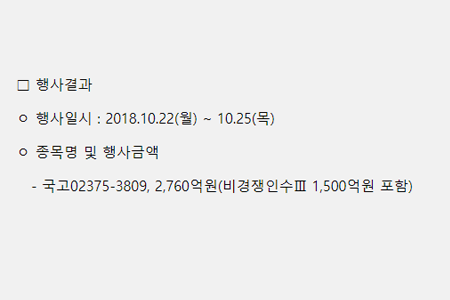 □ 행사결과
ㅇ 행사일시 : 2018.10.22(월) ~ 10.25(목)
ㅇ 종목명 및 행사금액
- 국고02375-3809, 2,760억원(비경쟁인수Ⅲ 1,500억원 포함)